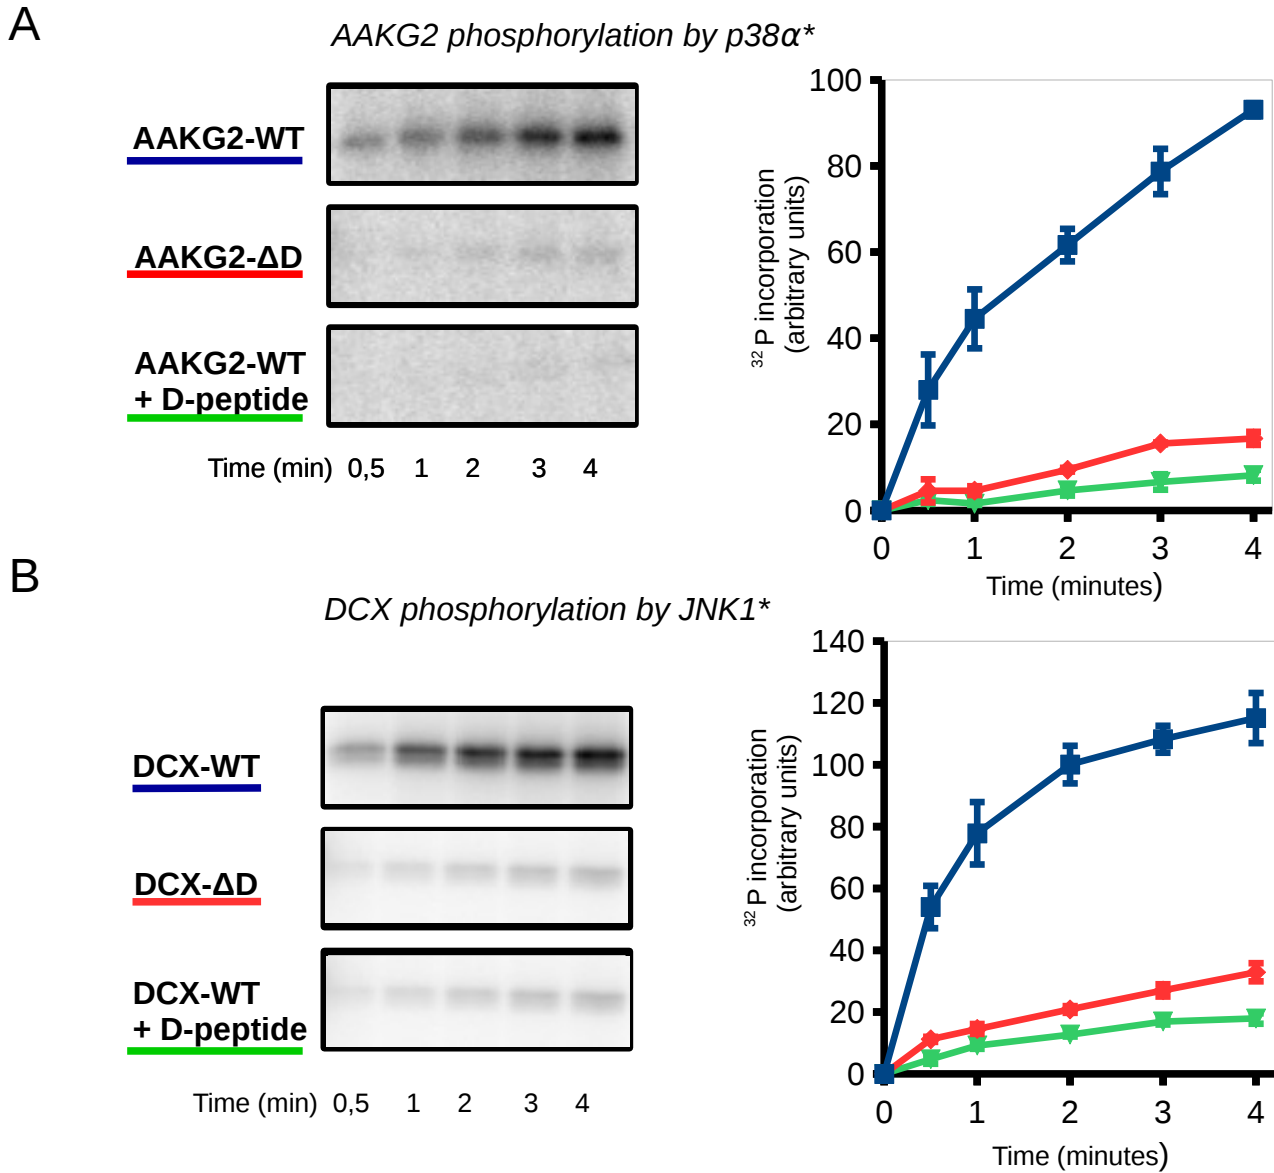 A
AAKG2 phosphorylation by p38α*
AAKG2-WT
AAKG2-ΔD
AAKG2-WT
+ D-peptide
Time (min) 0,5 1 2 3 4
100
80
60
40
20
0
³²P incorporation
(arbitrary units)
0 1 2 3 4
Time (minutes)
B
DCX phosphorylation by JNK1*
DCX-WT
DCX-ΔD
DCX-WT
+ D-peptide
Time (min) 0,5 1 2 3 4
140
120
100
80
60
40
20
0
³²P incorporation
(arbitrary units)
0 1 2 3 4
Time (minutes)